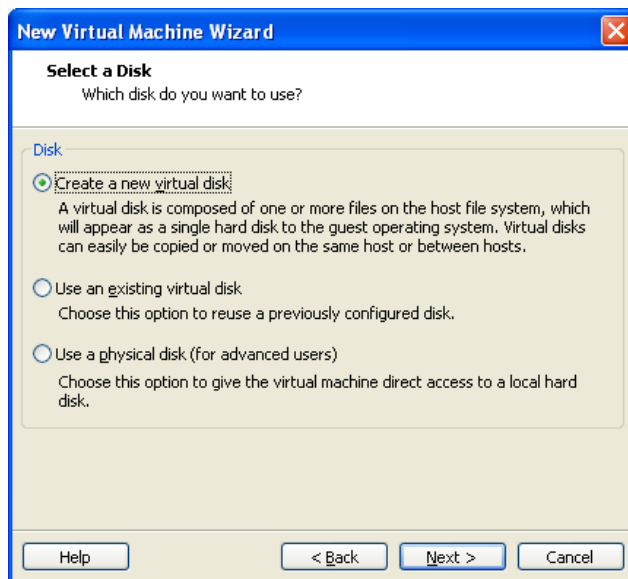 New Virtual Machine Wizard
Select a Disk
Which disk do you want to use?
Disk
Create a new virtual disk
A virtual disk is composed of one or more files on the host file system, which
will appear as a single hard disk to the guest operating system. Virtual disks
can easily be copied or moved on the same host or between hosts.
Use an existing virtual disk
Choose this option to reuse a previously configured disk.
Use a physical disk (for advanced users)
Choose this option to give the virtual machine direct access to a local hard
disk.
Help
< Back
Next >
Cancel